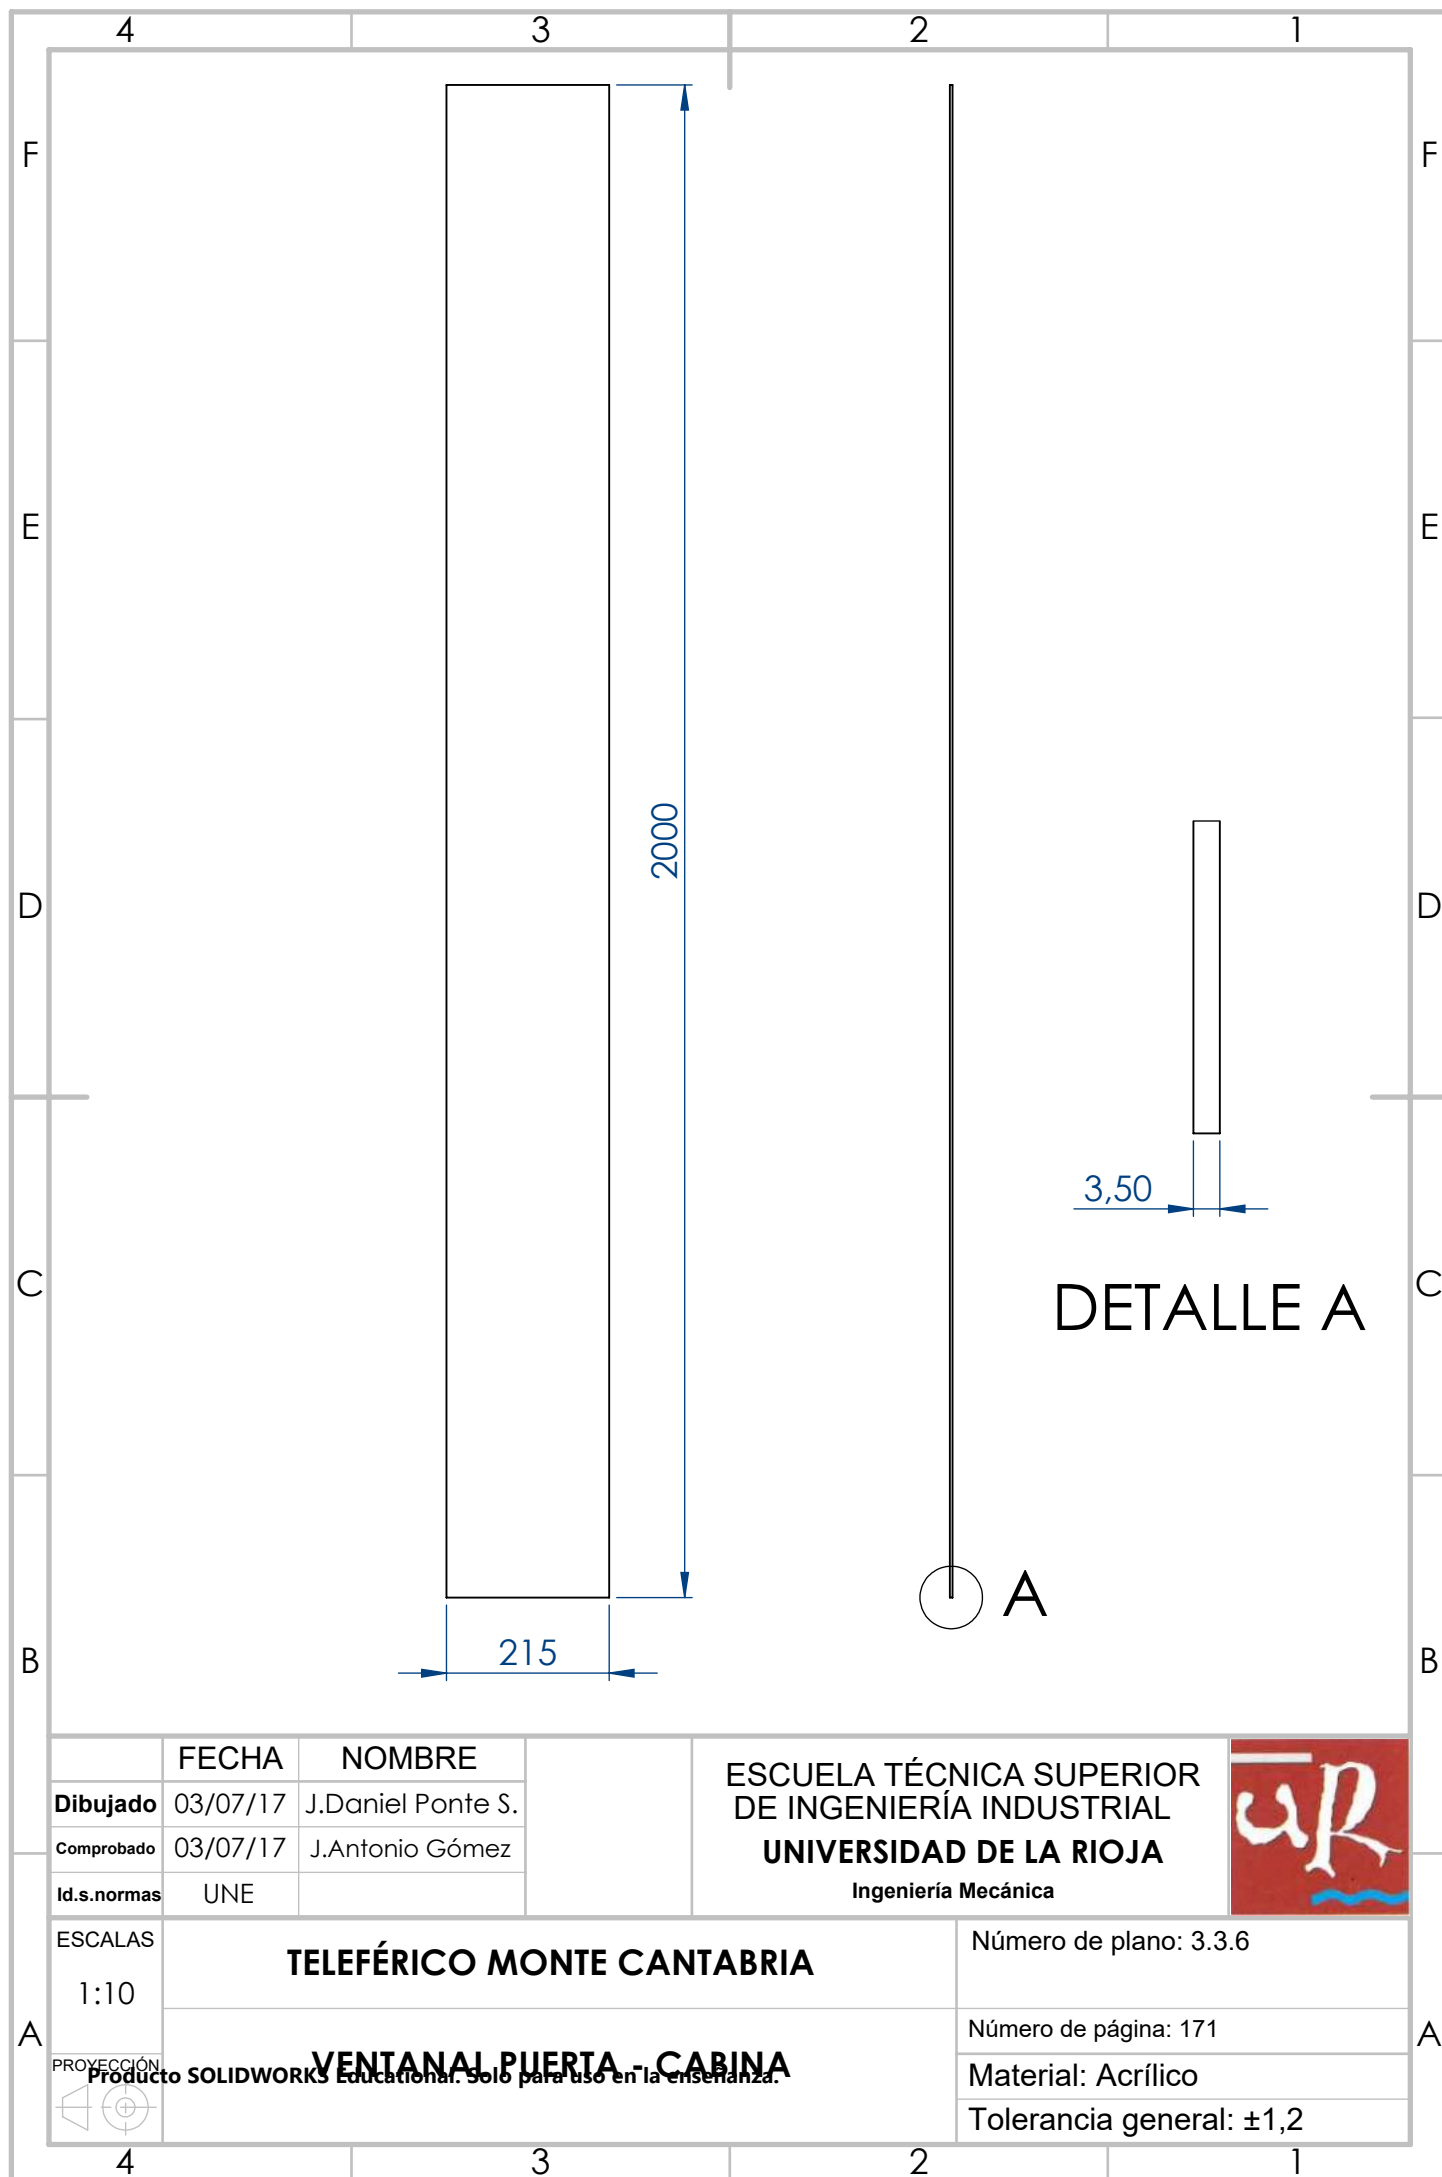 4 3 2 1
F F
E E
2000
D D
3,50
C C
DETALLE A
A
215
B B
FECHA NOMBRE
Dibujado 03/07/17 J.Daniel Ponte S.
Comprobado 03/07/17 J.Antonio Gómez
Id.s.normas UNE
ESCUELA TÉCNICA SUPERIOR
DE INGENIERÍA INDUSTRIAL
UNIVERSIDAD DE LA RIOJA
Ingeniería Mecánica
uR
ESCALAS
1:10
TELEFÉRICO MONTE CANTABRIA
Número de plano: 3.3.6
A A
Número de página: 171
PROYECCIÓN
VENTANAL PUERTA - CABINA
Producto SOLIDWORKS Educational. Solo para uso en la enseñanza.
Material: Acrílico
Tolerancia general: ±1,2
4 3 2 1